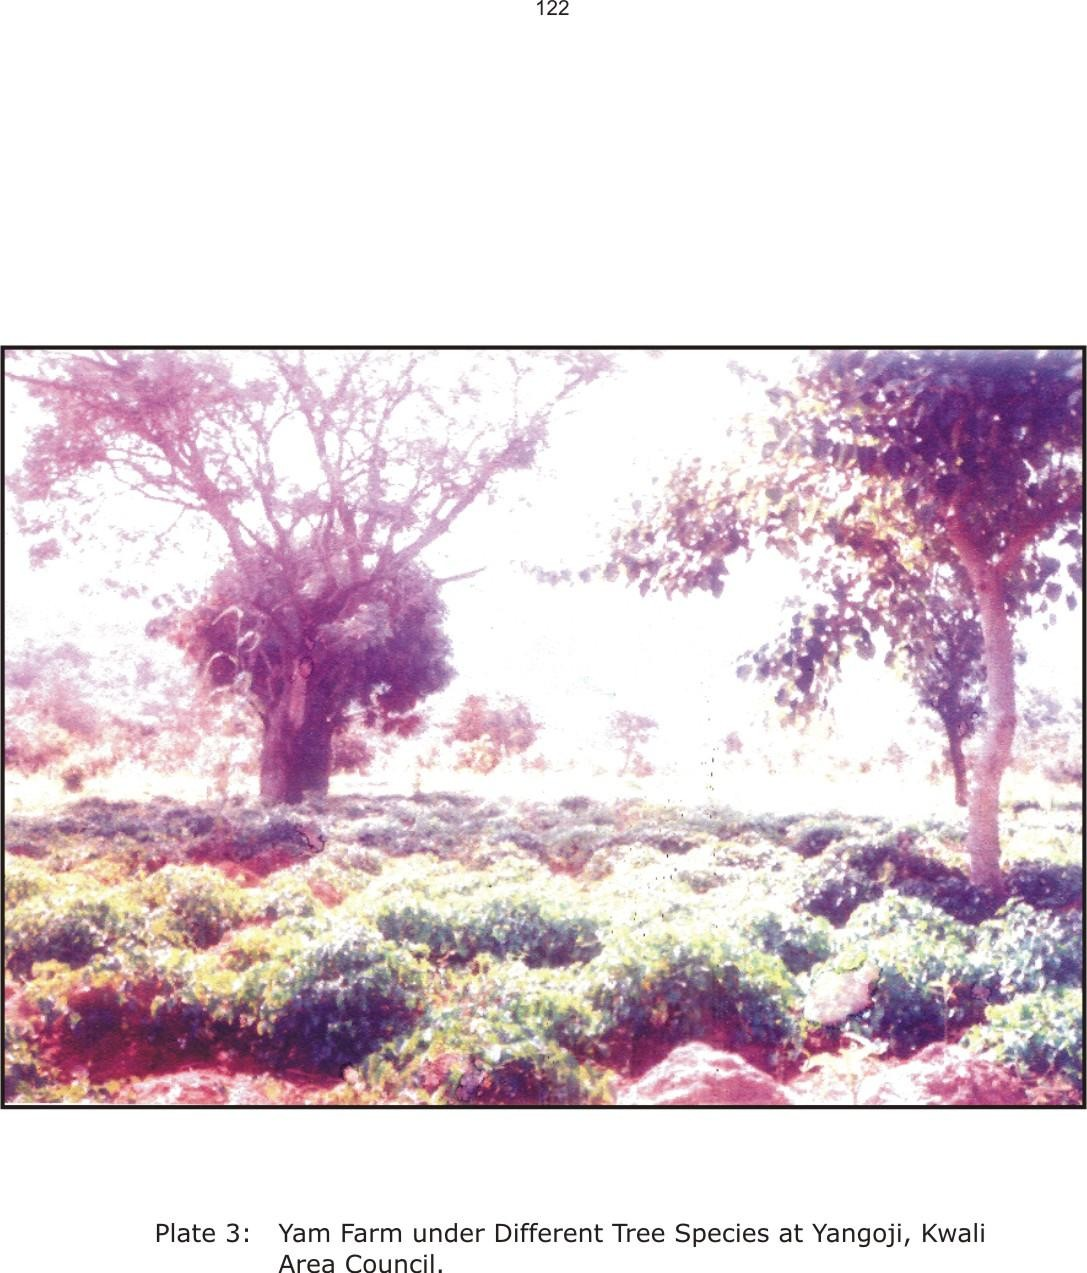 122
Plate 3: Yam Farm under Different Tree Species at Yangoji, Kwali
Area Council.